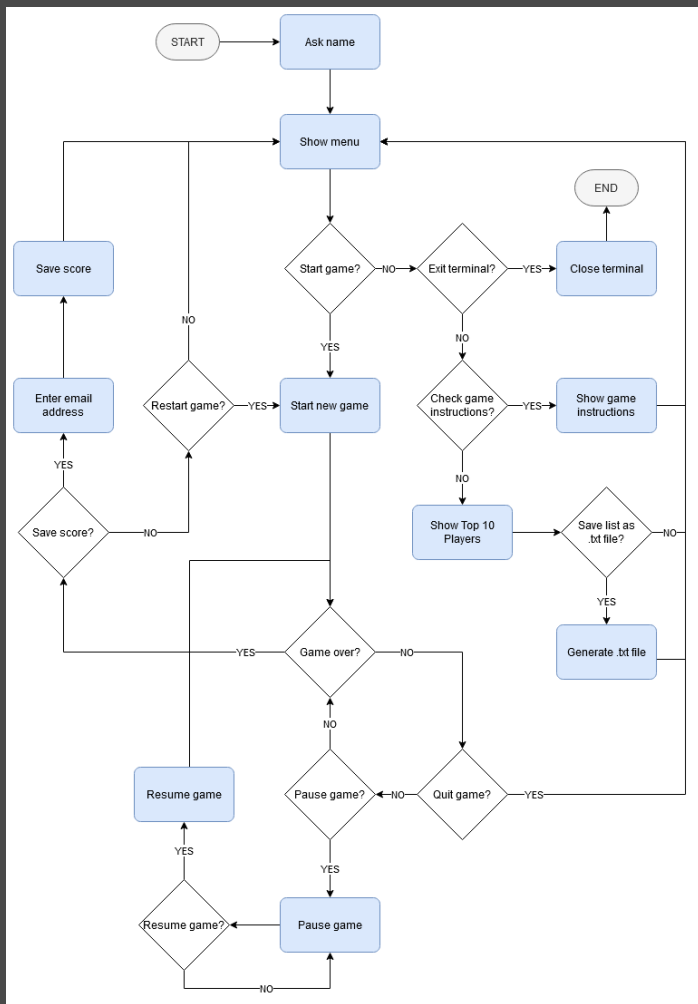 START
Ask name
Show menu
END
Save score
Start game?
NO
Exit terminal?
YES
Close terminal
NO
YES
NO
Enter email
address
Restart game?
YES
Start new game
Check game
instructions?
YES
Show game
instructions
YES
NO
Save score?
NO
Show Top 10
Players
Save list as
.txt file?
NO
YES
YES
Game over?
NO
Generate .txt file
NO
Resume game
Pause game?
NO
Quit game?
YES
YES
YES
Resume game?
Pause game
NO